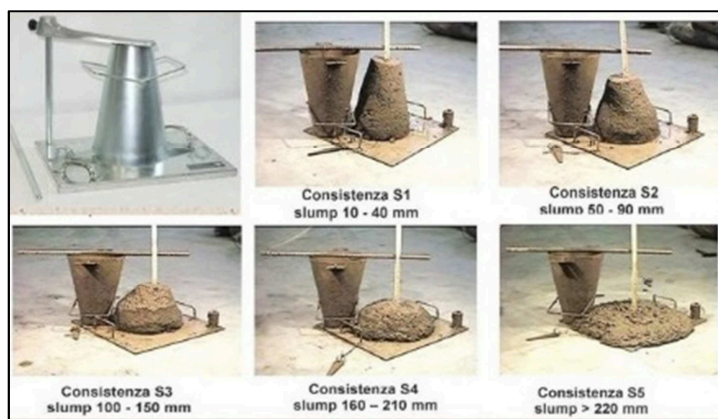 Consistenza S1
slump 10 - 40 mm
Consistenza S2
slump 50 - 90 mm
Consistenza S3
slump 100 - 150 mm
Consistenza S4
slump 160 – 210 mm
Consistenza S5
slump > 220 mm